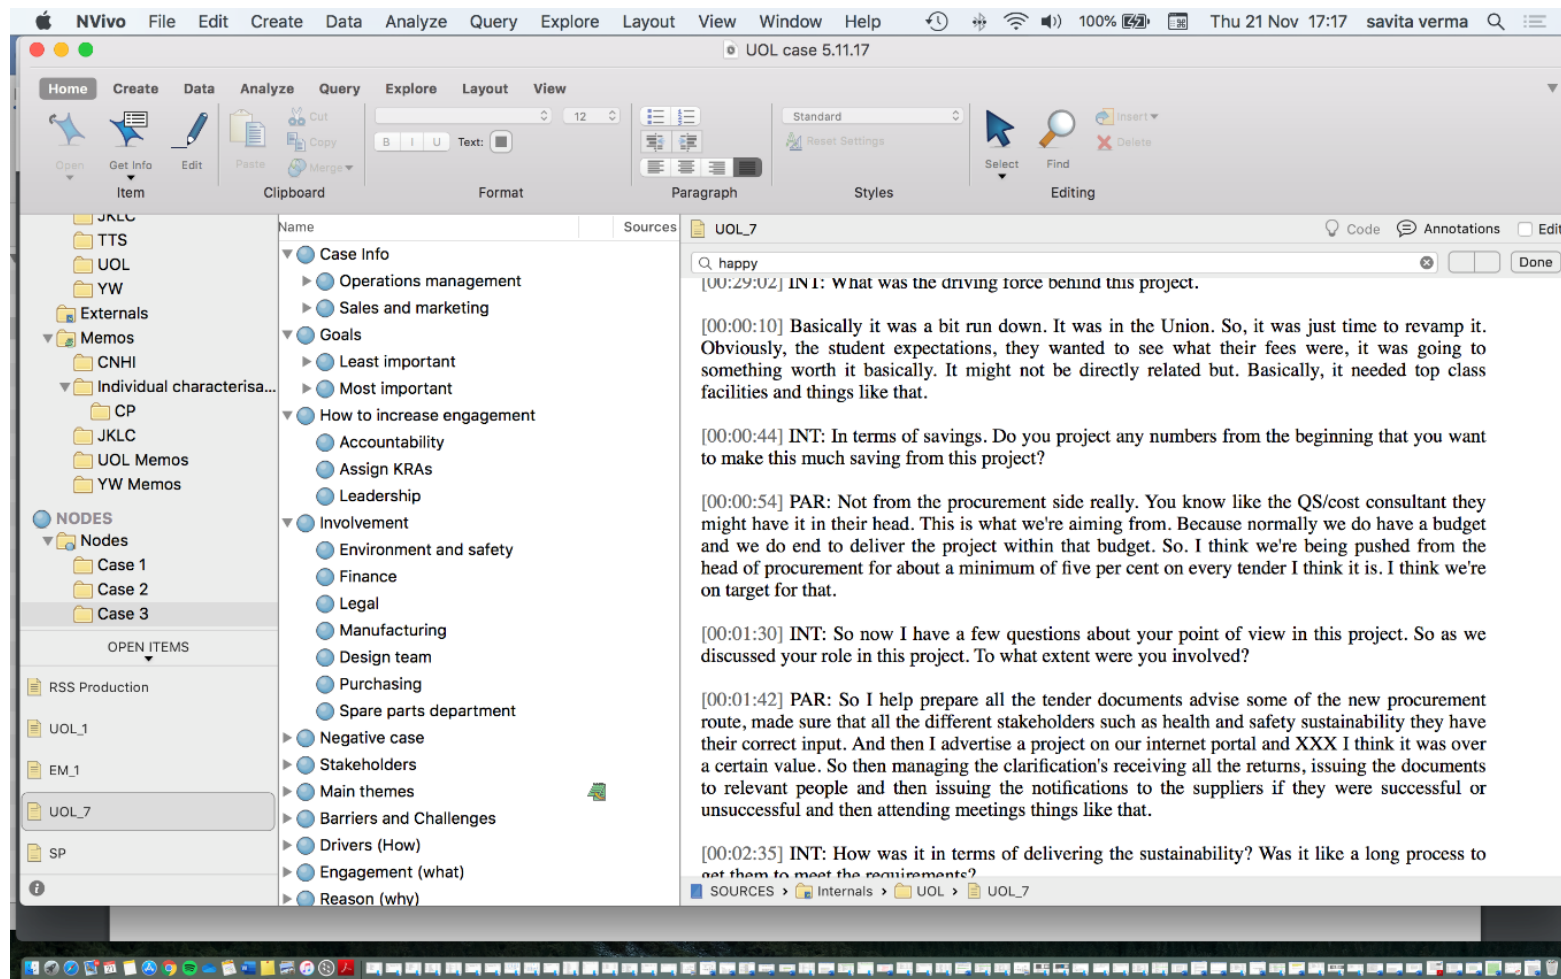 NVivo File Edit Create Data Analyze Query Explore Layout View Window Help 100% Thu 21 Nov 17:17 savita verma
UOL case 5.11.17
Home Create Data Analyze Query Explore Layout View
Cut
Copy
Merge
Open Get Info Edit Paste
12
B I U Text:
Standard
Reset Settings
Select Find
Insert
Delete
Item Clipboard Format Paragraph Styles Editing
JKLC
TTS
UOL
YW
Externals
Memos
CNHI
Individual characterisa...
CP
JKLC
UOL Memos
YW Memos
NODES
Nodes
Case 1
Case 2
Case 3
OPEN ITEMS
RSS Production
UOL_1
EM_1
UOL_7
SP
Name Sources
Case Info
Operations management
Sales and marketing
Goals
Least important
Most important
How to increase engagement
Accountability
Assign KRAs
Leadership
Involvement
Environment and safety
Finance
Legal
Manufacturing
Design team
Purchasing
Spare parts department
Negative case
Stakeholders
Main themes
Barriers and Challenges
Drivers (How)
Engagement (what)
Reason (why)
UOL_7 Code Annotations Edit
happy Done
[00:29:02] INT: What was the driving force behind this project.
[00:00:10] Basically it was a bit run down. It was in the Union. So, it was just time to revamp it.
Obviously, the student expectations, they wanted to see what their fees were, it was going to
something worth it basically. It might not be directly related but. Basically, it needed top class
facilities and things like that.
[00:00:44] INT: In terms of savings. Do you project any numbers from the beginning that you want
to make this much saving from this project?
[00:00:54] PAR: Not from the procurement side really. You know like the QS/cost consultant they
might have it in their head. This is what we're aiming from. Because normally we do have a budget
and we do end to deliver the project within that budget. So. I think we're being pushed from the
head of procurement for about a minimum of five per cent on every tender I think it is. I think we're
on target for that.
[00:01:30] INT: So now I have a few questions about your point of view in this project. So as we
discussed your role in this project. To what extent were you involved?
[00:01:42] PAR: So I help prepare all the tender documents advise some of the new procurement
route, made sure that all the different stakeholders such as health and safety sustainability they have
their correct input. And then I advertise a project on our internet portal and XXX I think it was over
a certain value. So then managing the clarification's receiving all the returns, issuing the documents
to relevant people and then issuing the notifications to the suppliers if they were successful or
unsuccessful and then attending meetings things like that.
[00:02:35] INT: How was it in terms of delivering the sustainability? Was it like a long process to
get them to meet the requirements?
SOURCES > Internals > UOL > UOL_7